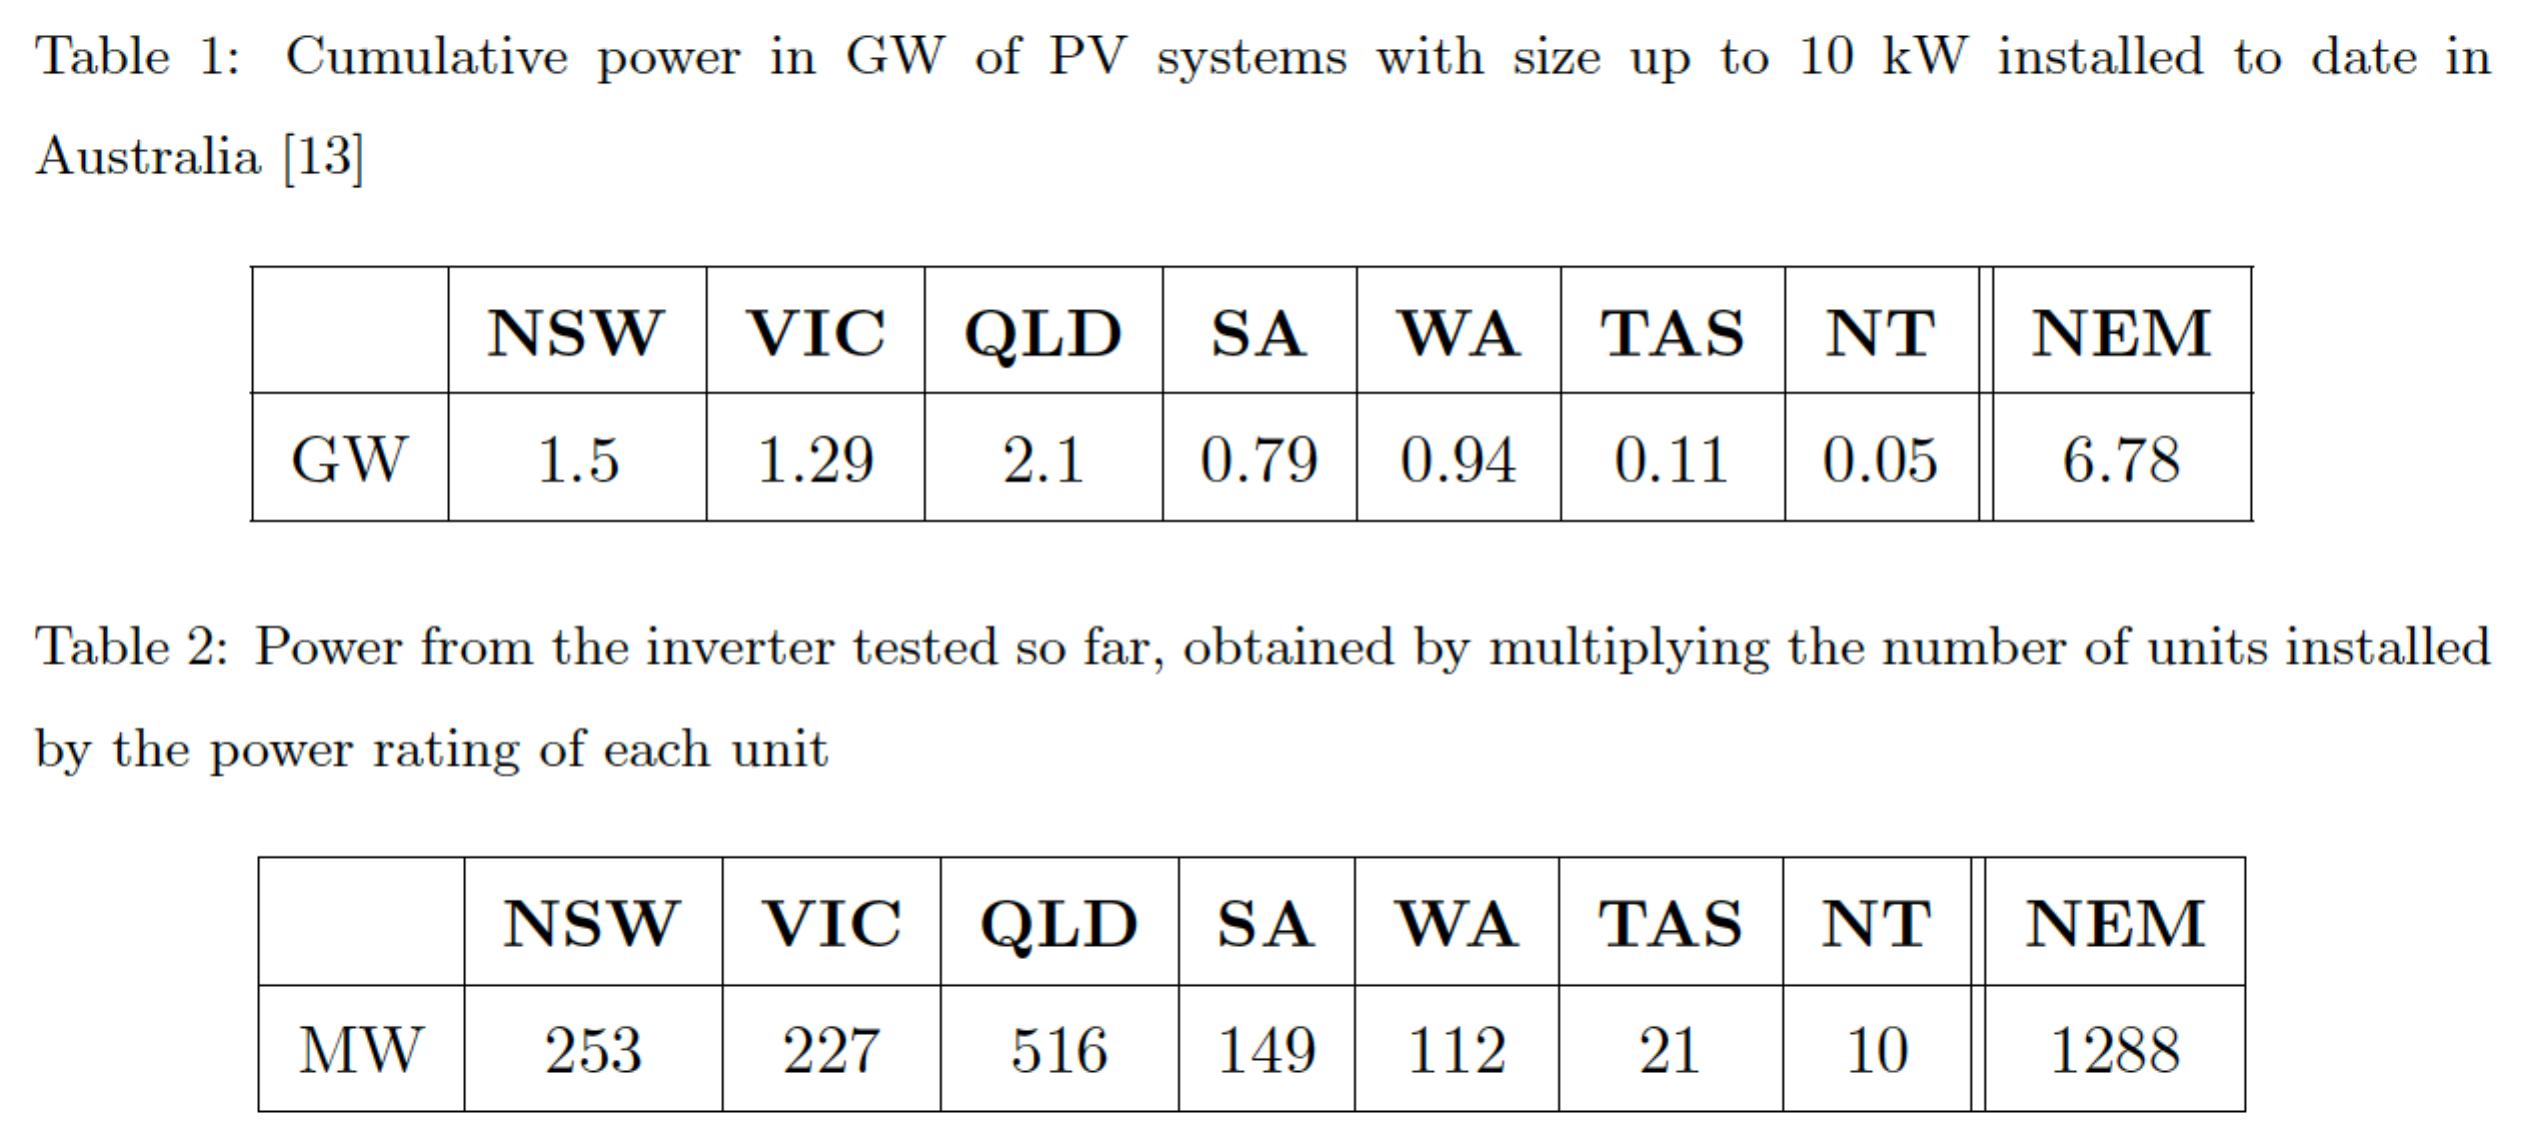 Table 1: Cumulative power in GW of PV systems with size up to 10 kW installed to date in
Australia [13]
NSW VIC QLD SA WA TAS NT NEM
GW 1.5 1.29 2.1 0.79 0.94 0.11 0.05 6.78
Table 2: Power from the inverter tested so far, obtained by multiplying the number of units installed
by the power rating of each unit
NSW VIC QLD SA WA TAS NT NEM
MW 253 227 516 149 112 21 10 1288